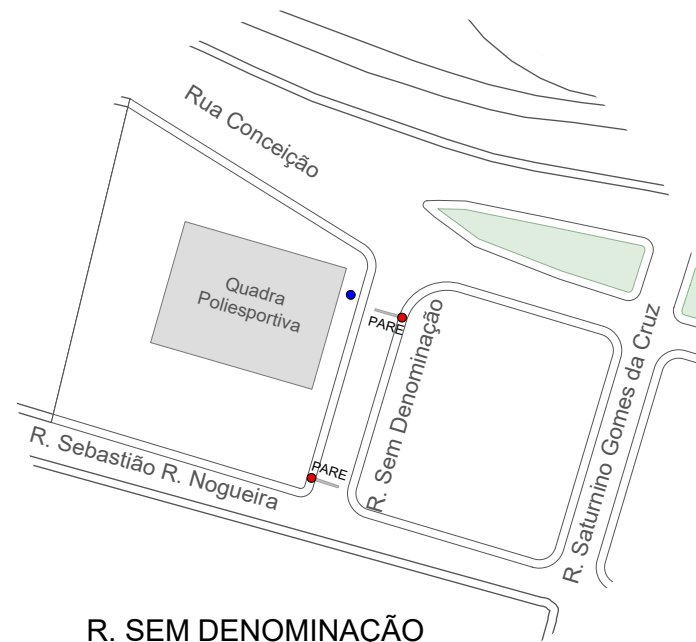 Rua Conceição
Quadra
Poliesportiva
PARE
R. Sem Denominação
R. Saturnino Gomes da Cruz
R. Sebastião R. Nogueira
PARE
R. SEM DENOMINAÇÃO